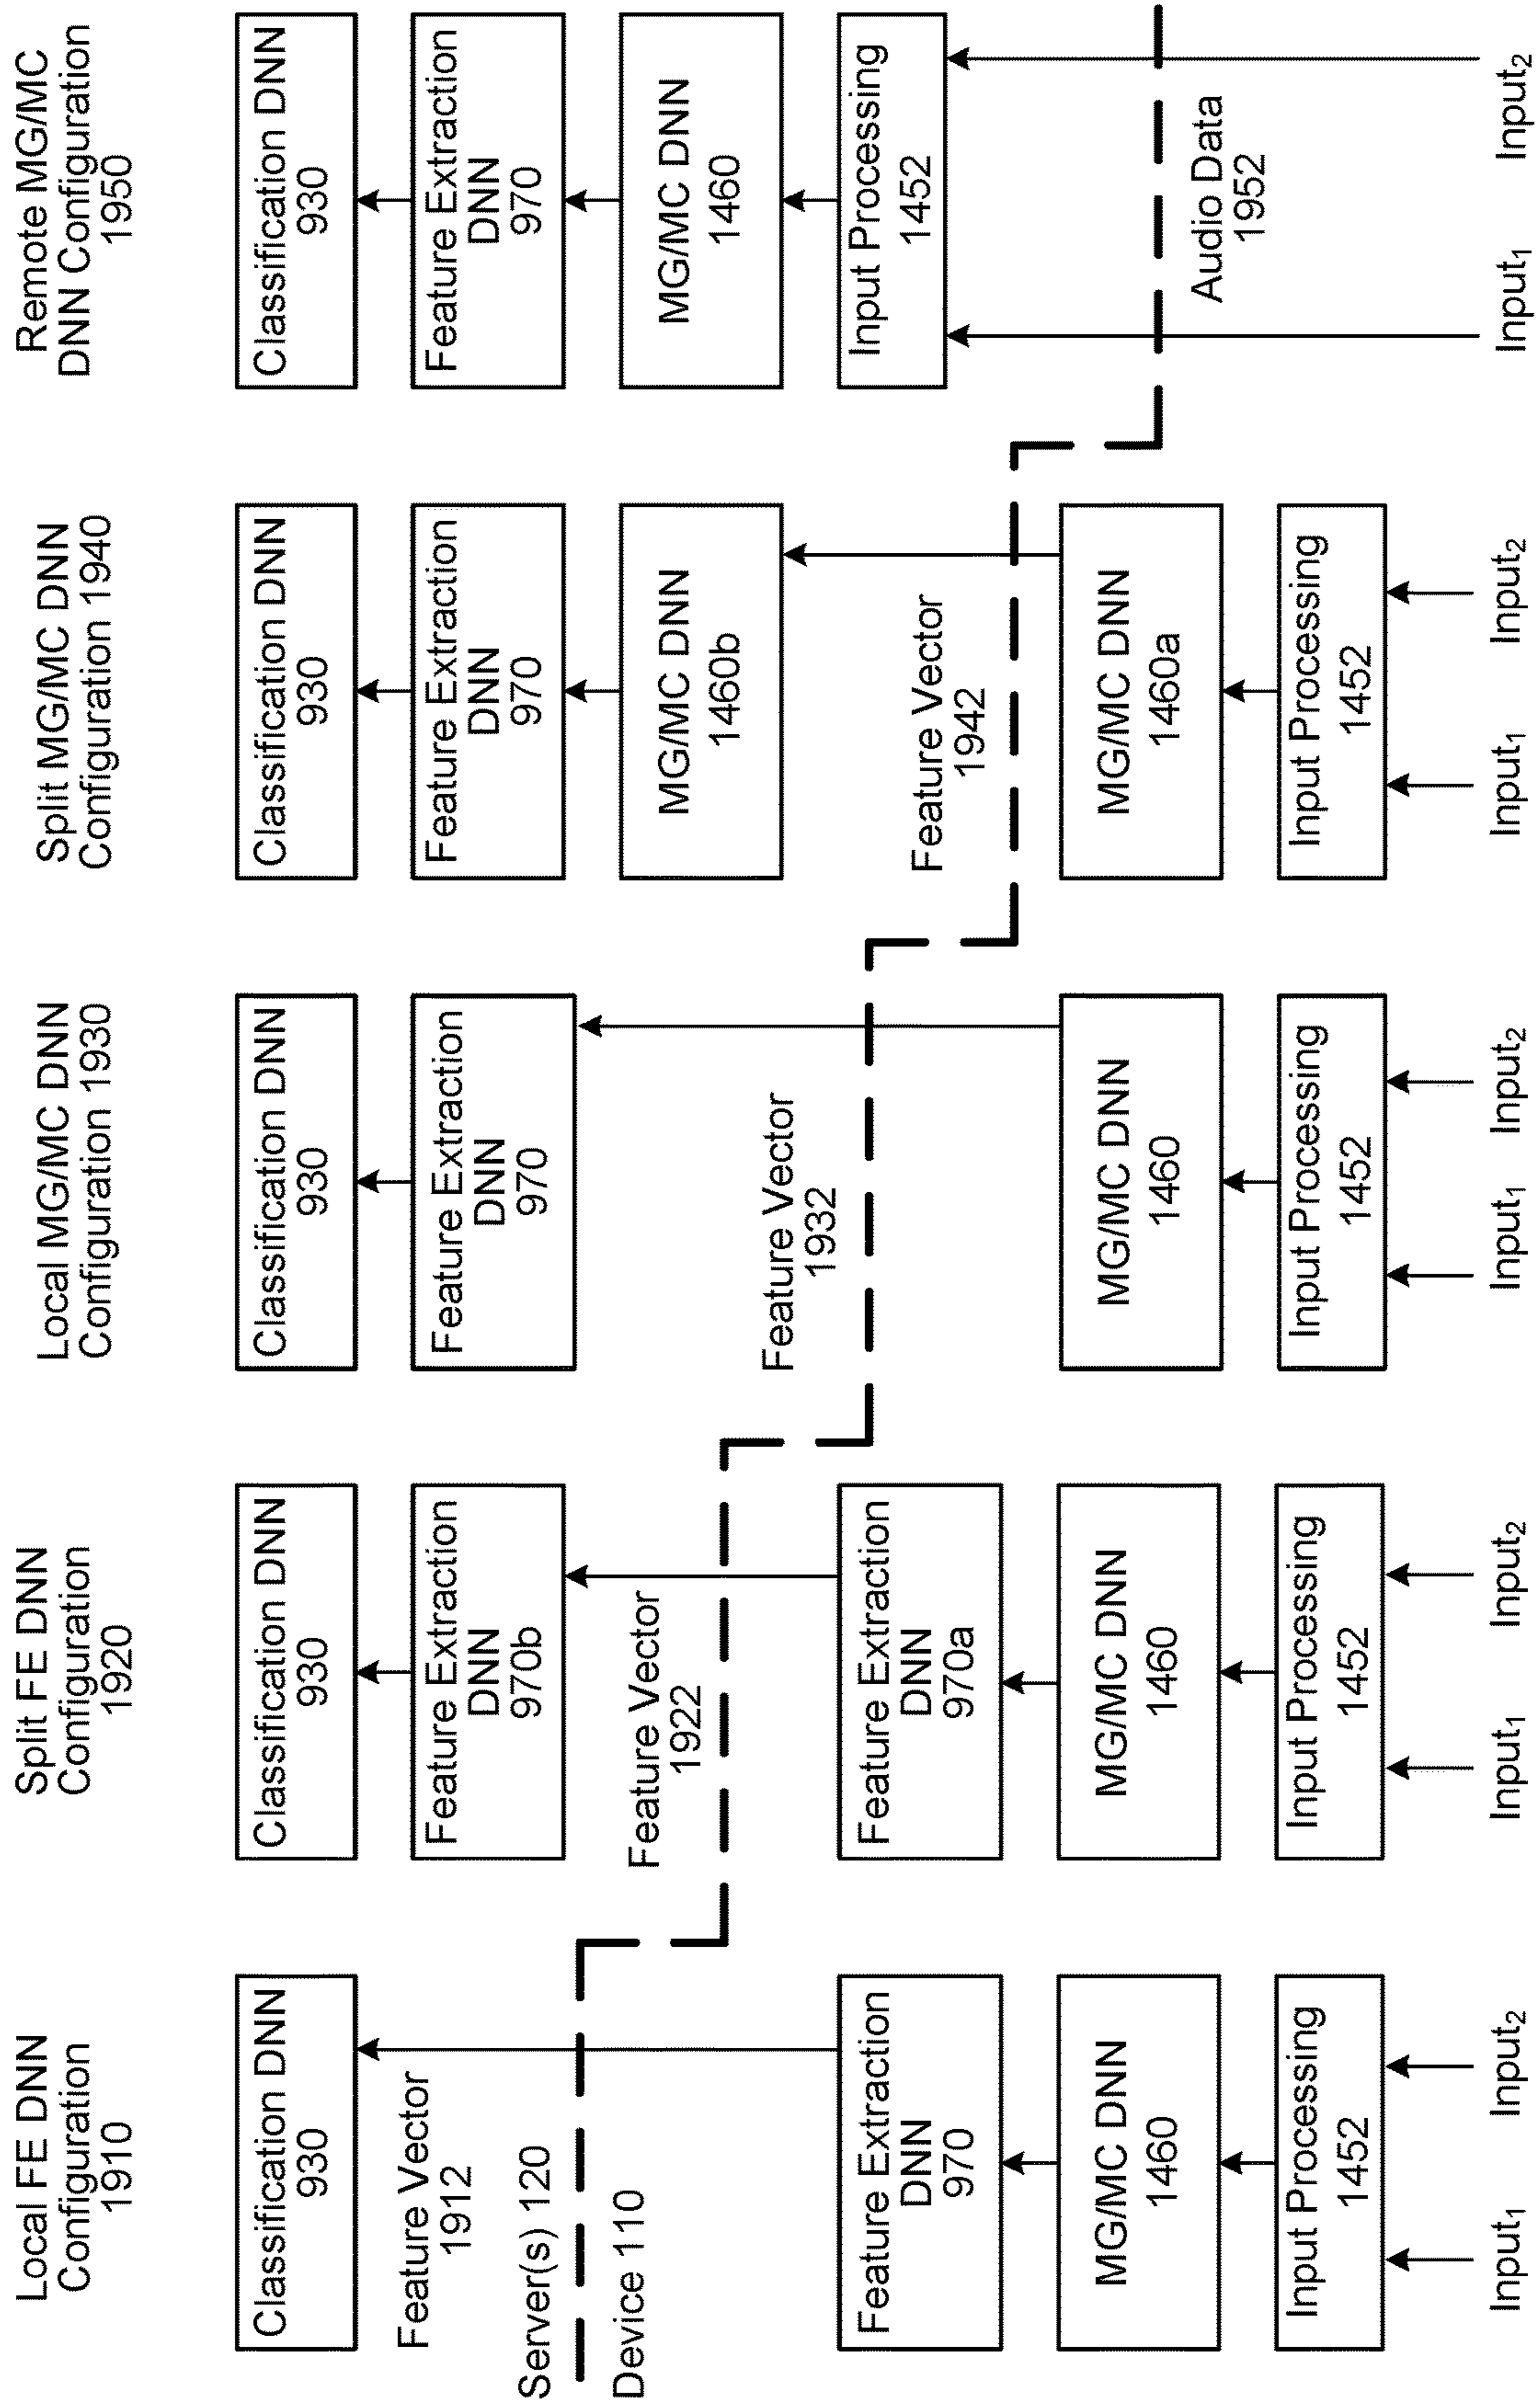 Local FE DNN
Configuration
1910
Classification DNN
930
Feature Vector
1912
Server(s) 120
Device 110
Feature Extraction
DNN
970
MG/MC DNN
1460
Input Processing
1452
Input₁
Input₂
Split FE DNN
Configuration
1920
Classification DNN
930
Feature Extraction
DNN
970b
Feature Vector
1922
Feature Extraction
DNN
970a
MG/MC DNN
1460
Input Processing
1452
Input₁
Input₂
Local MG/MC DNN
Configuration 1930
Classification DNN
930
Feature Extraction
DNN
970
Feature Vector
1932
MG/MC DNN
1460
Input Processing
1452
Input₁
Input₂
Split MG/MC DNN
Configuration 1940
Classification DNN
930
Feature Extraction
DNN
970
MG/MC DNN
1460b
Feature Vector
1942
MG/MC DNN
1460a
Input Processing
1452
Input₁
Input₂
Remote MG/MC
DNN Configuration
1950
Classification DNN
930
Feature Extraction
DNN
970
MG/MC DNN
1460
Input Processing
1452
Audio Data
1952
Input₁
Input₂